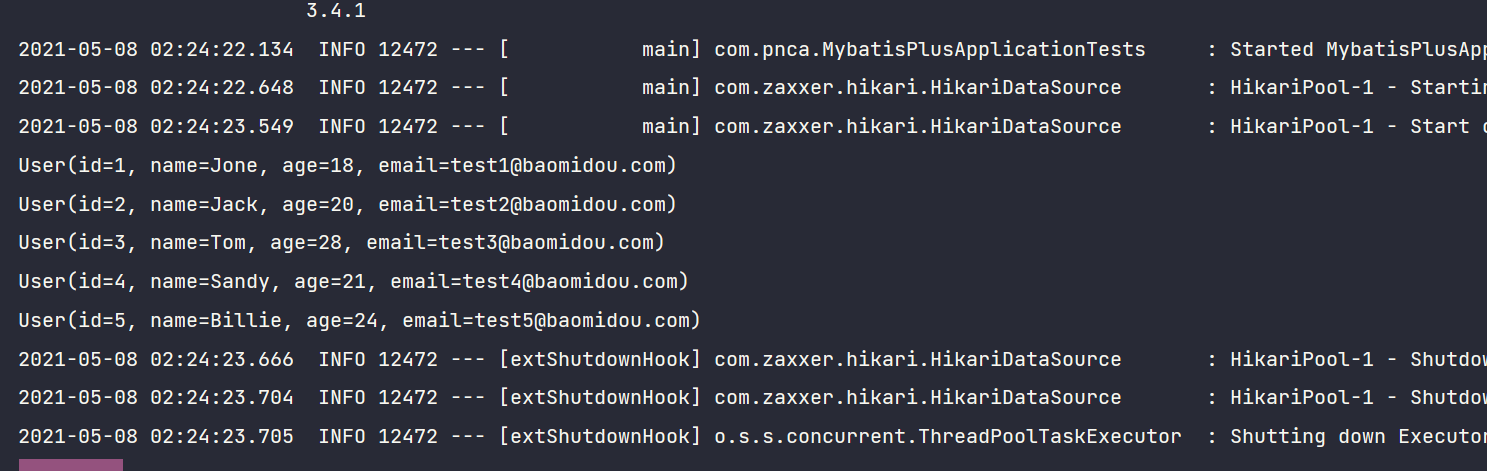 3.4.1
2021-05-08 02:24:22.134  INFO 12472 --- [           main] com.pnca.MybatisPlusApplicationTests     : Started MybatisPlusApp
2021-05-08 02:24:22.648  INFO 12472 --- [           main] com.zaxxer.hikari.HikariDataSource       : HikariPool-1 - Startin
2021-05-08 02:24:23.549  INFO 12472 --- [           main] com.zaxxer.hikari.HikariDataSource       : HikariPool-1 - Start c
User(id=1, name=Jone, age=18, email=test1@baomidou.com)
User(id=2, name=Jack, age=20, email=test2@baomidou.com)
User(id=3, name=Tom, age=28, email=test3@baomidou.com)
User(id=4, name=Sandy, age=21, email=test4@baomidou.com)
User(id=5, name=Billie, age=24, email=test5@baomidou.com)
2021-05-08 02:24:23.666  INFO 12472 --- [extShutdownHook] com.zaxxer.hikari.HikariDataSource       : HikariPool-1 - Shutdow
2021-05-08 02:24:23.704  INFO 12472 --- [extShutdownHook] com.zaxxer.hikari.HikariDataSource       : HikariPool-1 - Shutdow
2021-05-08 02:24:23.705  INFO 12472 --- [extShutdownHook] o.s.s.concurrent.ThreadPoolTaskExecutor  : Shutting down Executor